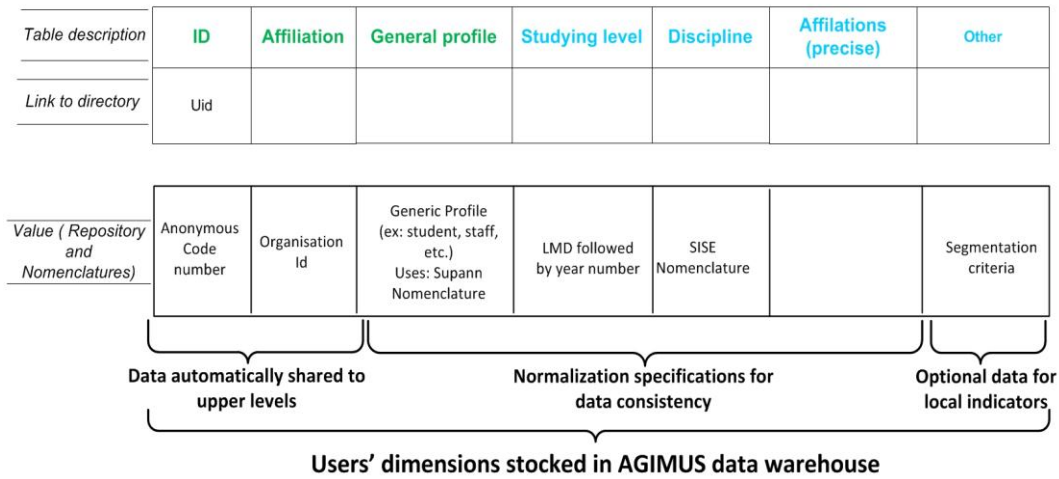 Table description
ID
Affiliation
General profile
Studying level
Discipline
Affilations
(precise)
Other
Link to directory
Uid
Value ( Repository
and
Nomenclatures)
Anonymous
Code
number
Organisation
Id
Generic Profile
(ex: student, staff,
etc.)
Uses: Supann
Nomenclature
LMD followed
by year number
SISE
Nomenclature
Segmentation
criteria
Data automatically shared to
upper levels
Normalization specifications for
data consistency
Optional data for
local indicators
Users’ dimensions stocked in AGIMUS data warehouse